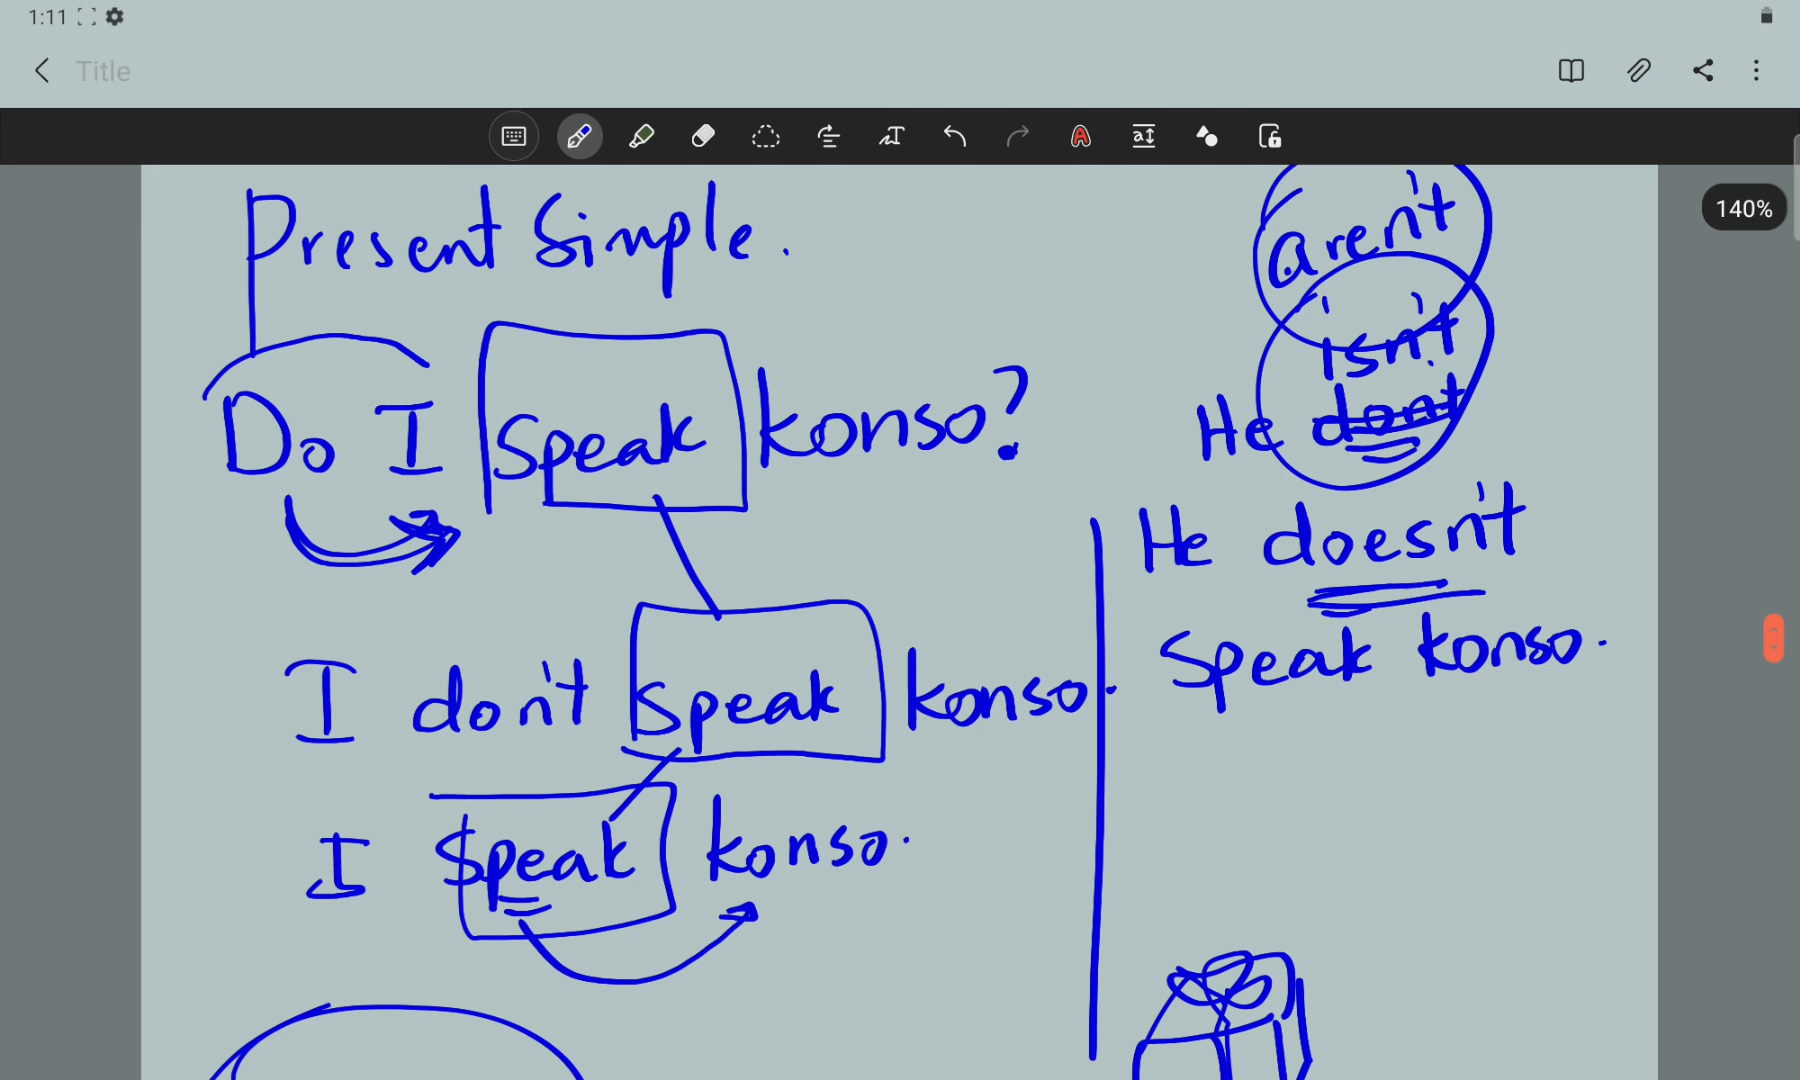 1:11
Title
140%
Present Simple.
Do I Speak konso?
I don't Speak konso.
I Speak konso.
aren't
isn't
He dont
He doesn't
Speak konso.